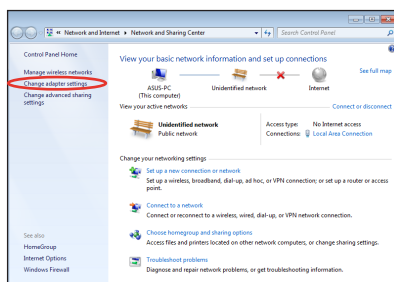 Network and Internet ▸ Network and Sharing Center
Search Control Panel
Control Panel Home
Manage wireless networks
Change adapter settings
Change advanced sharing
settings
See also
HomeGroup
Internet Options
Windows Firewall
View your basic network information and set up connections
See full map
ASUS-PC
(This computer)
Unidentified network
Internet
View your active networks
Connect or disconnect
Unidentified network
Public network
Access type: No Internet access
Connections: Local Area Connection
Change your networking settings
Set up a new connection or network
Set up a wireless, broadband, dial-up, ad hoc, or VPN connection; or set up a router or access
point.
Connect to a network
Connect or reconnect to a wireless, wired, dial-up, or VPN network connection.
Choose homegroup and sharing options
Access files and printers located on other network computers, or change sharing settings.
Troubleshoot problems
Diagnose and repair network problems, or get troubleshooting information.